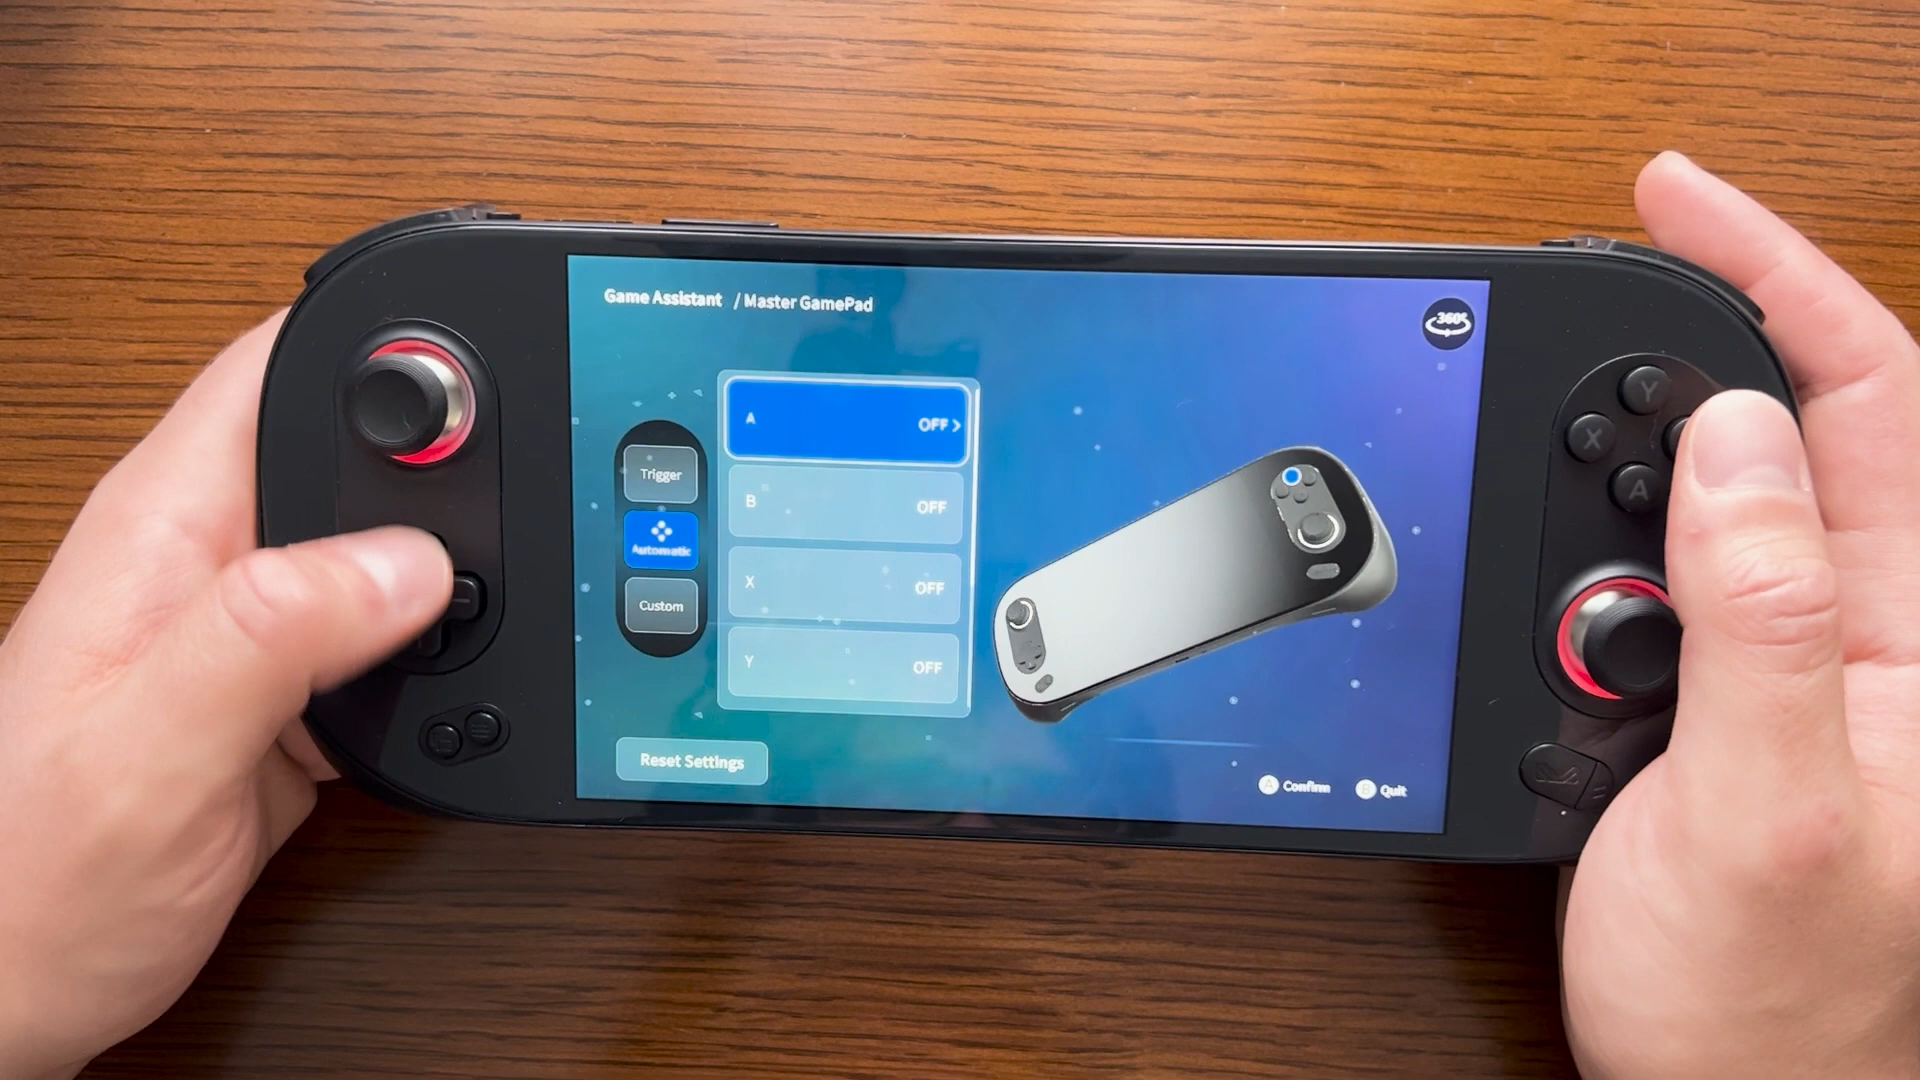 Game Assistant / Master GamePad
360°
Trigger
Automatic
Custom
A OFF >
B OFF
X OFF
Y OFF
Reset Settings
A Confirm
B Quit
Y
X
A